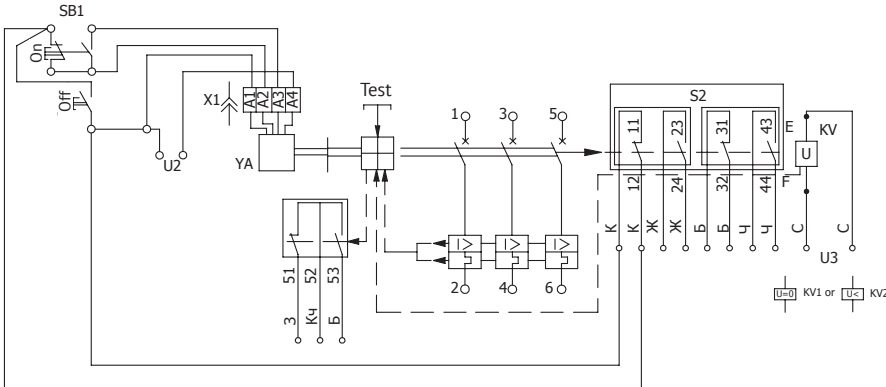 SB1
On
Off
X1
A1
A2
A3
A4
U2
YA
Test
1
3
5
2
4
6
51
52
53
З
Кч
Б
S2
11
23
31
43
12
24
32
44
E
F
KV
U
К
К
Ж
Ж
Б
Б
Ч
Ч
С
С
U3
I>
I>
I>
U=0 KV1 or U< KV2